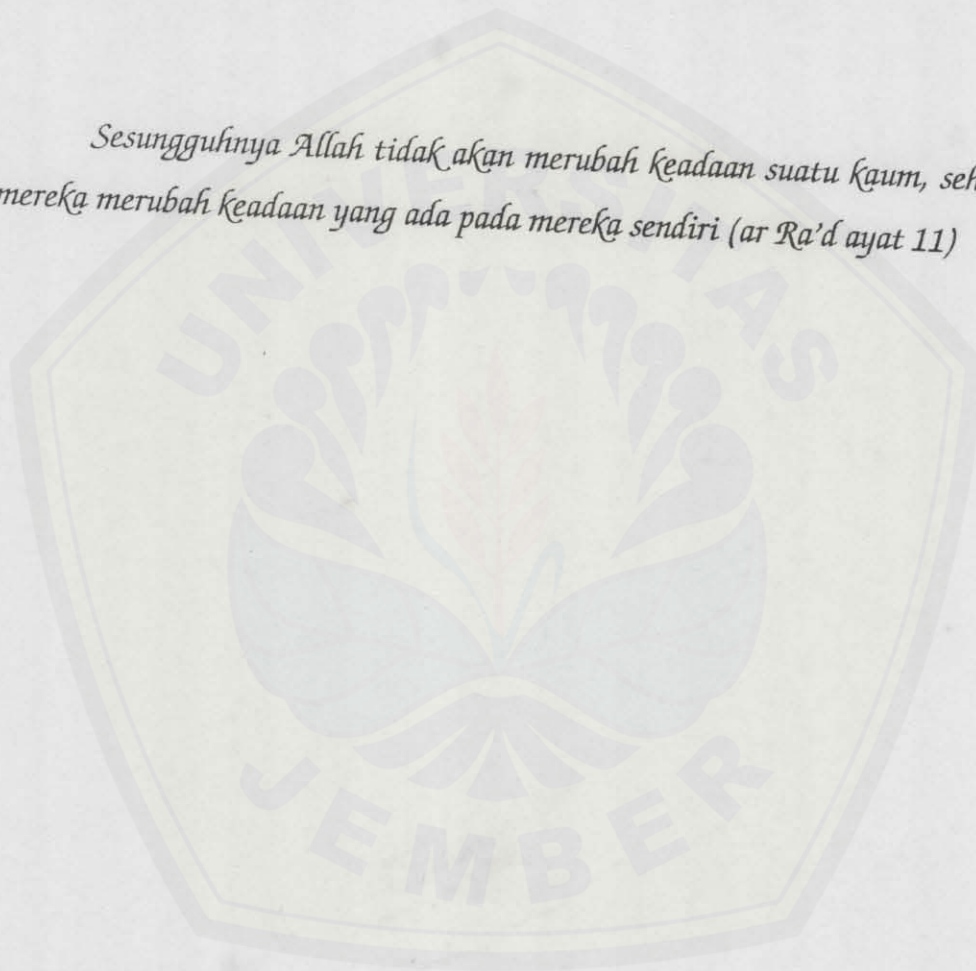 Sesungguhnya Allah tidak akan merubah keadaan suatu kaum, seh
mereka merubah keadaan yang ada pada mereka sendiri (ar Ra'd ayat 11)
UNIVERSITAS
JEMBER